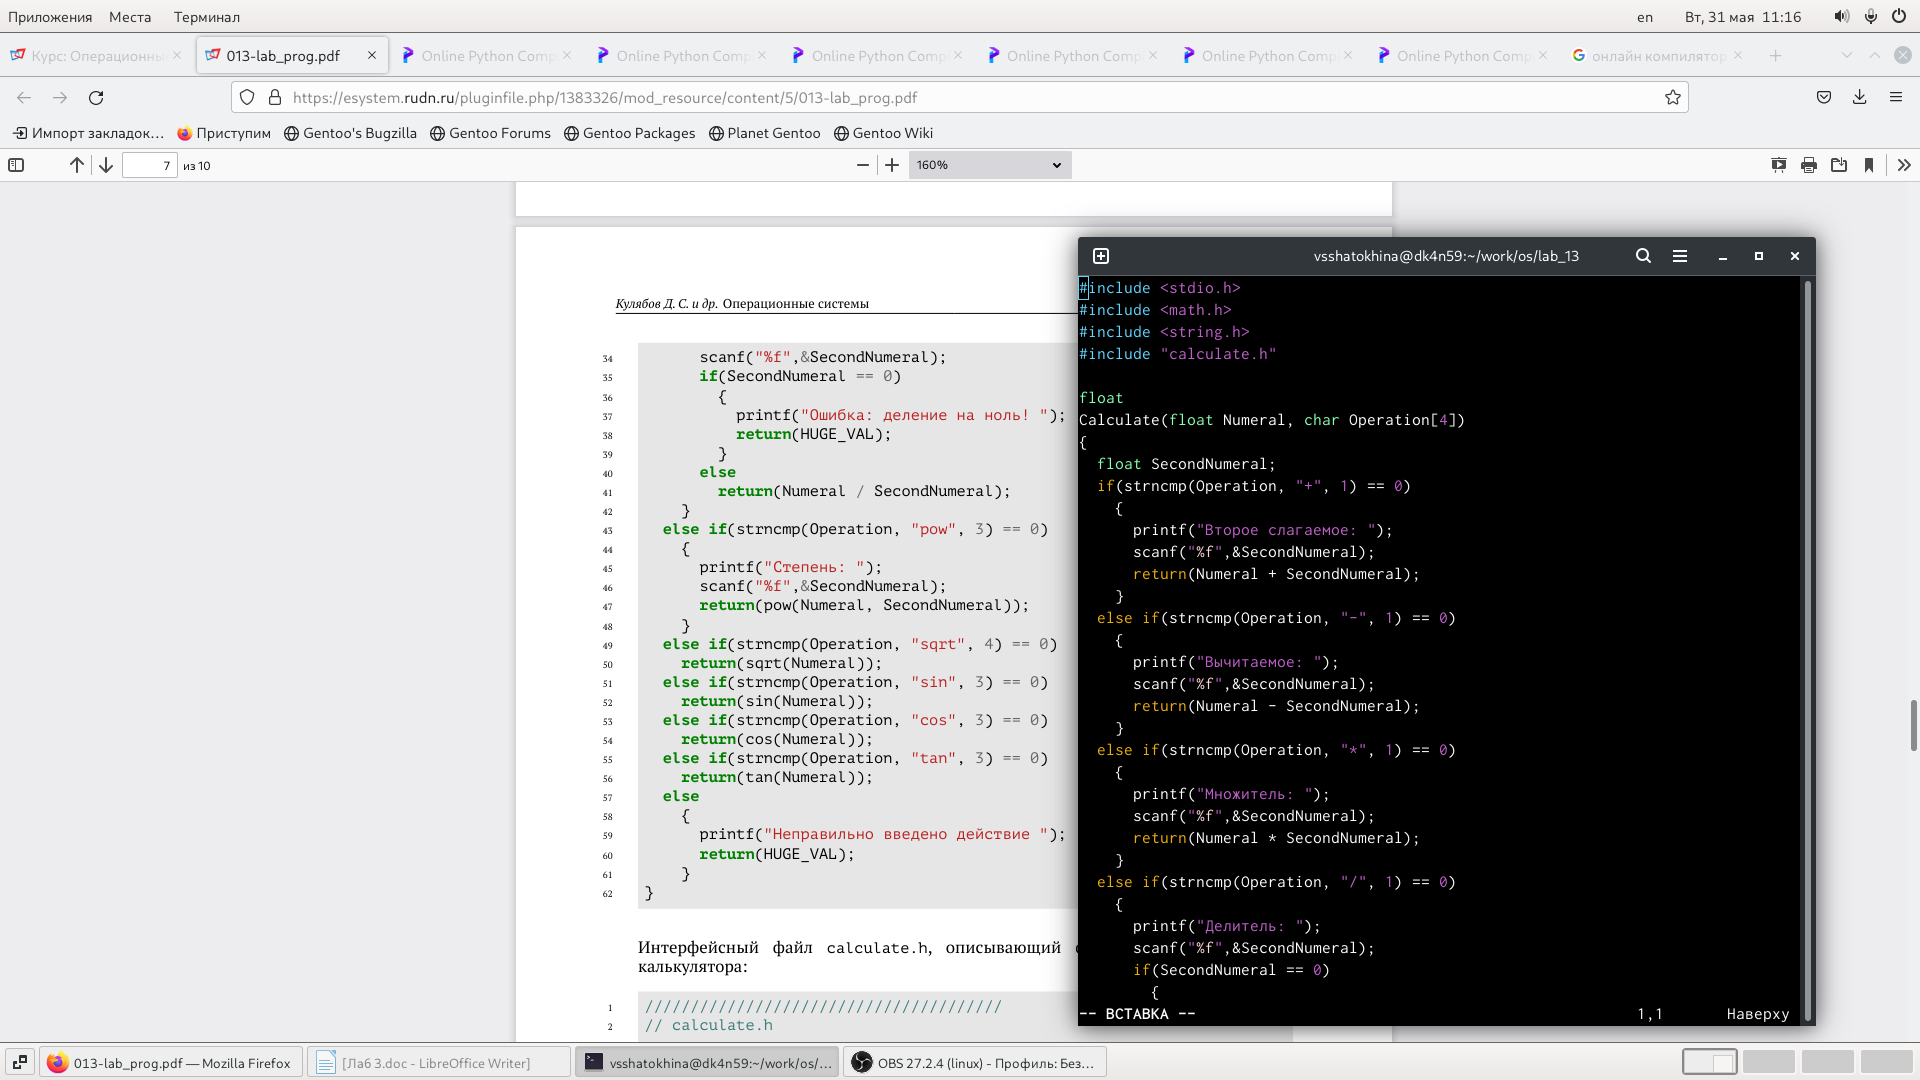 Приложения Места Терминал en Вт, 31 мая 11:16
Курс: Операционны 013-lab_prog.pdf Online Python Comp Online Python Comp Online Python Comp Online Python Comp Online Python Comp Online Python Comp онлайн компилятор
https://esystem.rudn.ru/pluginfile.php/1383326/mod_resource/content/5/013-lab_prog.pdf
Импорт закладок… Приступим Gentoo's Bugzilla Gentoo Forums Gentoo Packages Planet Gentoo Gentoo Wiki
7 из 10 160%
Кулябов Д. С. и др. Операционные системы
34 scanf("%f",&SecondNumeral);
35 if(SecondNumeral == 0)
36 {
37 printf("Ошибка: деление на ноль! ");
38 return(HUGE_VAL);
39 }
40 else
41 return(Numeral / SecondNumeral);
42 }
43 else if(strncmp(Operation, "pow", 3) == 0)
44 {
45 printf("Степень: ");
46 scanf("%f",&SecondNumeral);
47 return(pow(Numeral, SecondNumeral));
48 }
49 else if(strncmp(Operation, "sqrt", 4) == 0)
50 return(sqrt(Numeral));
51 else if(strncmp(Operation, "sin", 3) == 0)
52 return(sin(Numeral));
53 else if(strncmp(Operation, "cos", 3) == 0)
54 return(cos(Numeral));
55 else if(strncmp(Operation, "tan", 3) == 0)
56 return(tan(Numeral));
57 else
58 {
59 printf("Неправильно введено действие ");
60 return(HUGE_VAL);
61 }
62 }
Интерфейсный файл calculate.h, описывающий
калькулятора:
1 ///////////////////////////////////////
2 // calculate.h
vsshatokhina@dk4n59:~/work/os/lab_13
#include <stdio.h>
#include <math.h>
#include <string.h>
#include "calculate.h"
float
Calculate(float Numeral, char Operation[4])
{
float SecondNumeral;
if(strncmp(Operation, "+", 1) == 0)
{
printf("Второе слагаемое: ");
scanf("%f",&SecondNumeral);
return(Numeral + SecondNumeral);
}
else if(strncmp(Operation, "-", 1) == 0)
{
printf("Вычитаемое: ");
scanf("%f",&SecondNumeral);
return(Numeral - SecondNumeral);
}
else if(strncmp(Operation, "*", 1) == 0)
{
printf("Множитель: ");
scanf("%f",&SecondNumeral);
return(Numeral * SecondNumeral);
}
else if(strncmp(Operation, "/", 1) == 0)
{
printf("Делитель: ");
scanf("%f",&SecondNumeral);
if(SecondNumeral == 0)
{
-- ВСТАВКА -- 1,1 Наверху
013-lab_prog.pdf — Mozilla Firefox [Лаб 3.doc - LibreOffice Writer] vsshatokhina@dk4n59:~/work/os/… OBS 27.2.4 (linux) - Профиль: Без…